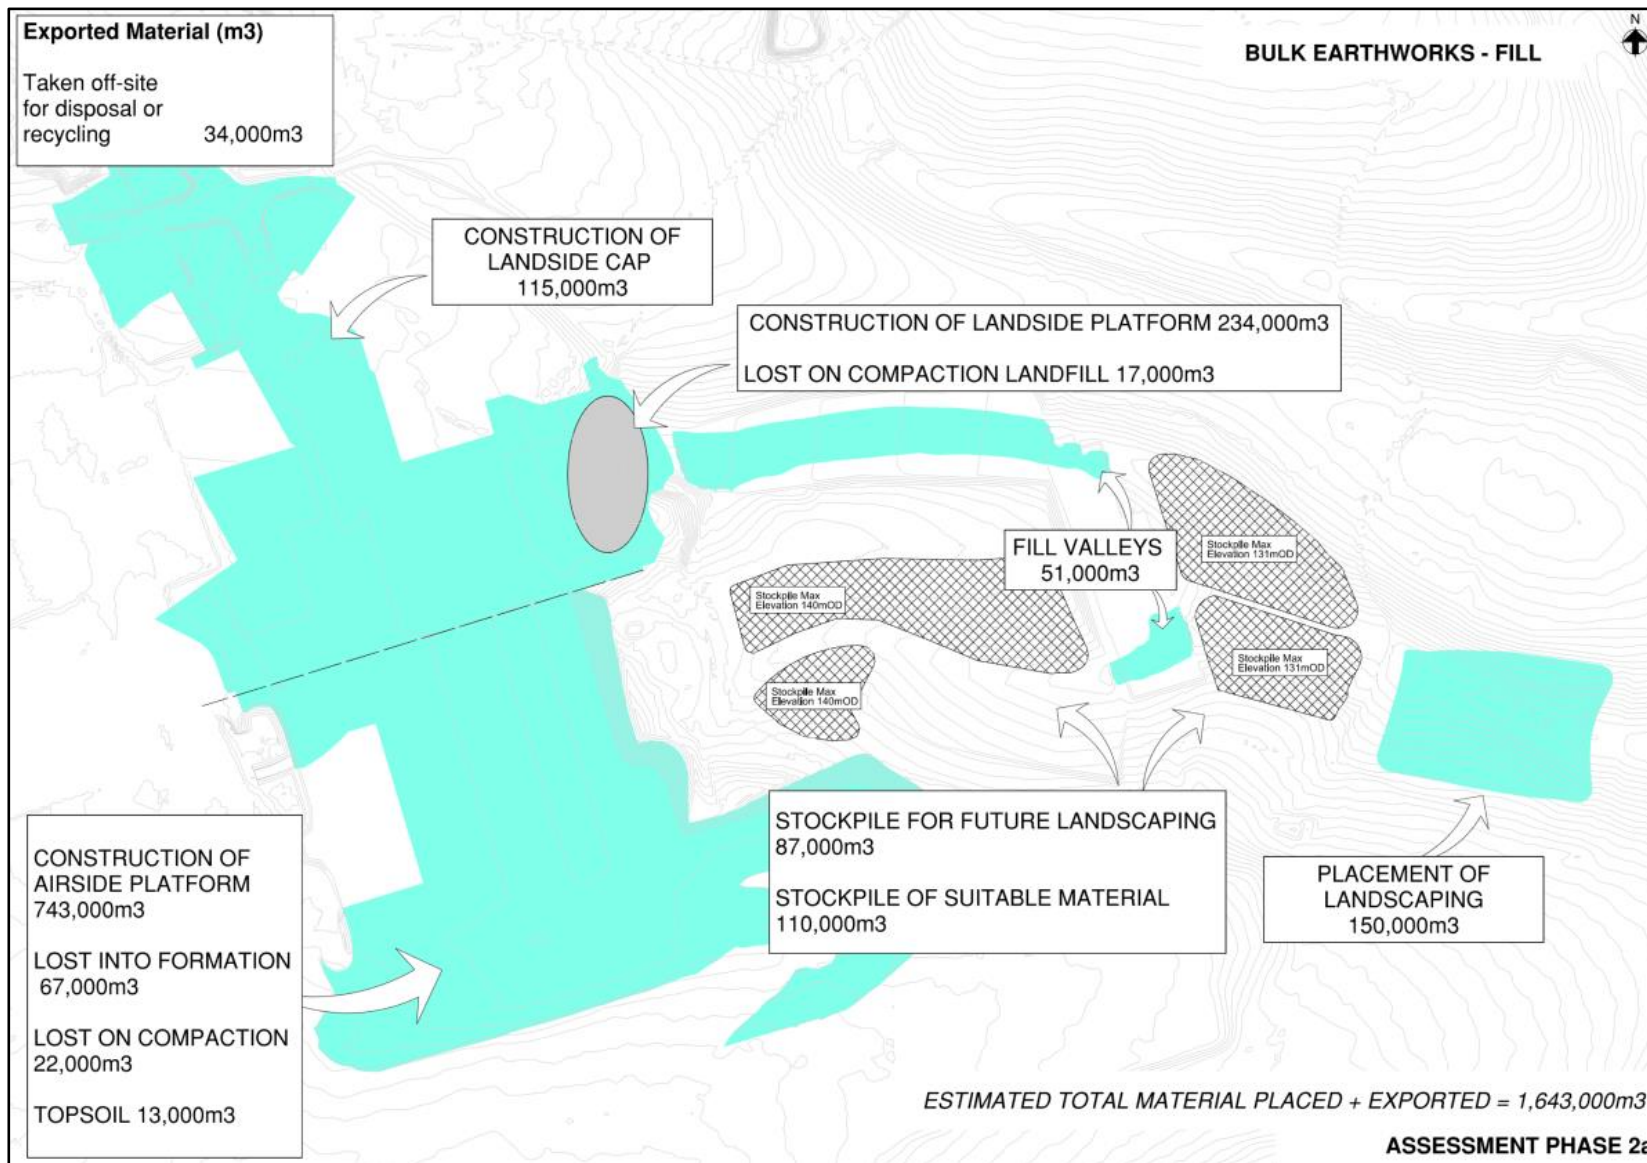 Exported Material (m3)
Taken off-site
for disposal or
recycling 34,000m3
BULK EARTHWORKS - FILL
N
CONSTRUCTION OF
LANDSIDE CAP
115,000m3
CONSTRUCTION OF LANDSIDE PLATFORM 234,000m3
LOST ON COMPACTION LANDFILL 17,000m3
FILL VALLEYS
51,000m3
Stockpile Max
Elevation 131mOD
Stockpile Max
Elevation 140mOD
Stockpile Max
Elevation 131mOD
Stockpile Max
Elevation 140mOD
STOCKPILE FOR FUTURE LANDSCAPING
87,000m3
STOCKPILE OF SUITABLE MATERIAL
110,000m3
PLACEMENT OF
LANDSCAPING
150,000m3
CONSTRUCTION OF
AIRSIDE PLATFORM
743,000m3
LOST INTO FORMATION
67,000m3
LOST ON COMPACTION
22,000m3
TOPSOIL 13,000m3
ESTIMATED TOTAL MATERIAL PLACED + EXPORTED = 1,643,000m3
ASSESSMENT PHASE 2a